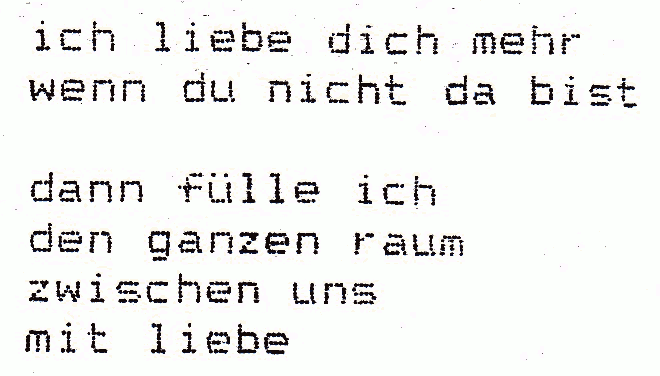 ich liebe dich mehr
wenn du nicht da bist

dann fülle ich
den ganzen raum
zwischen uns
mit liebe